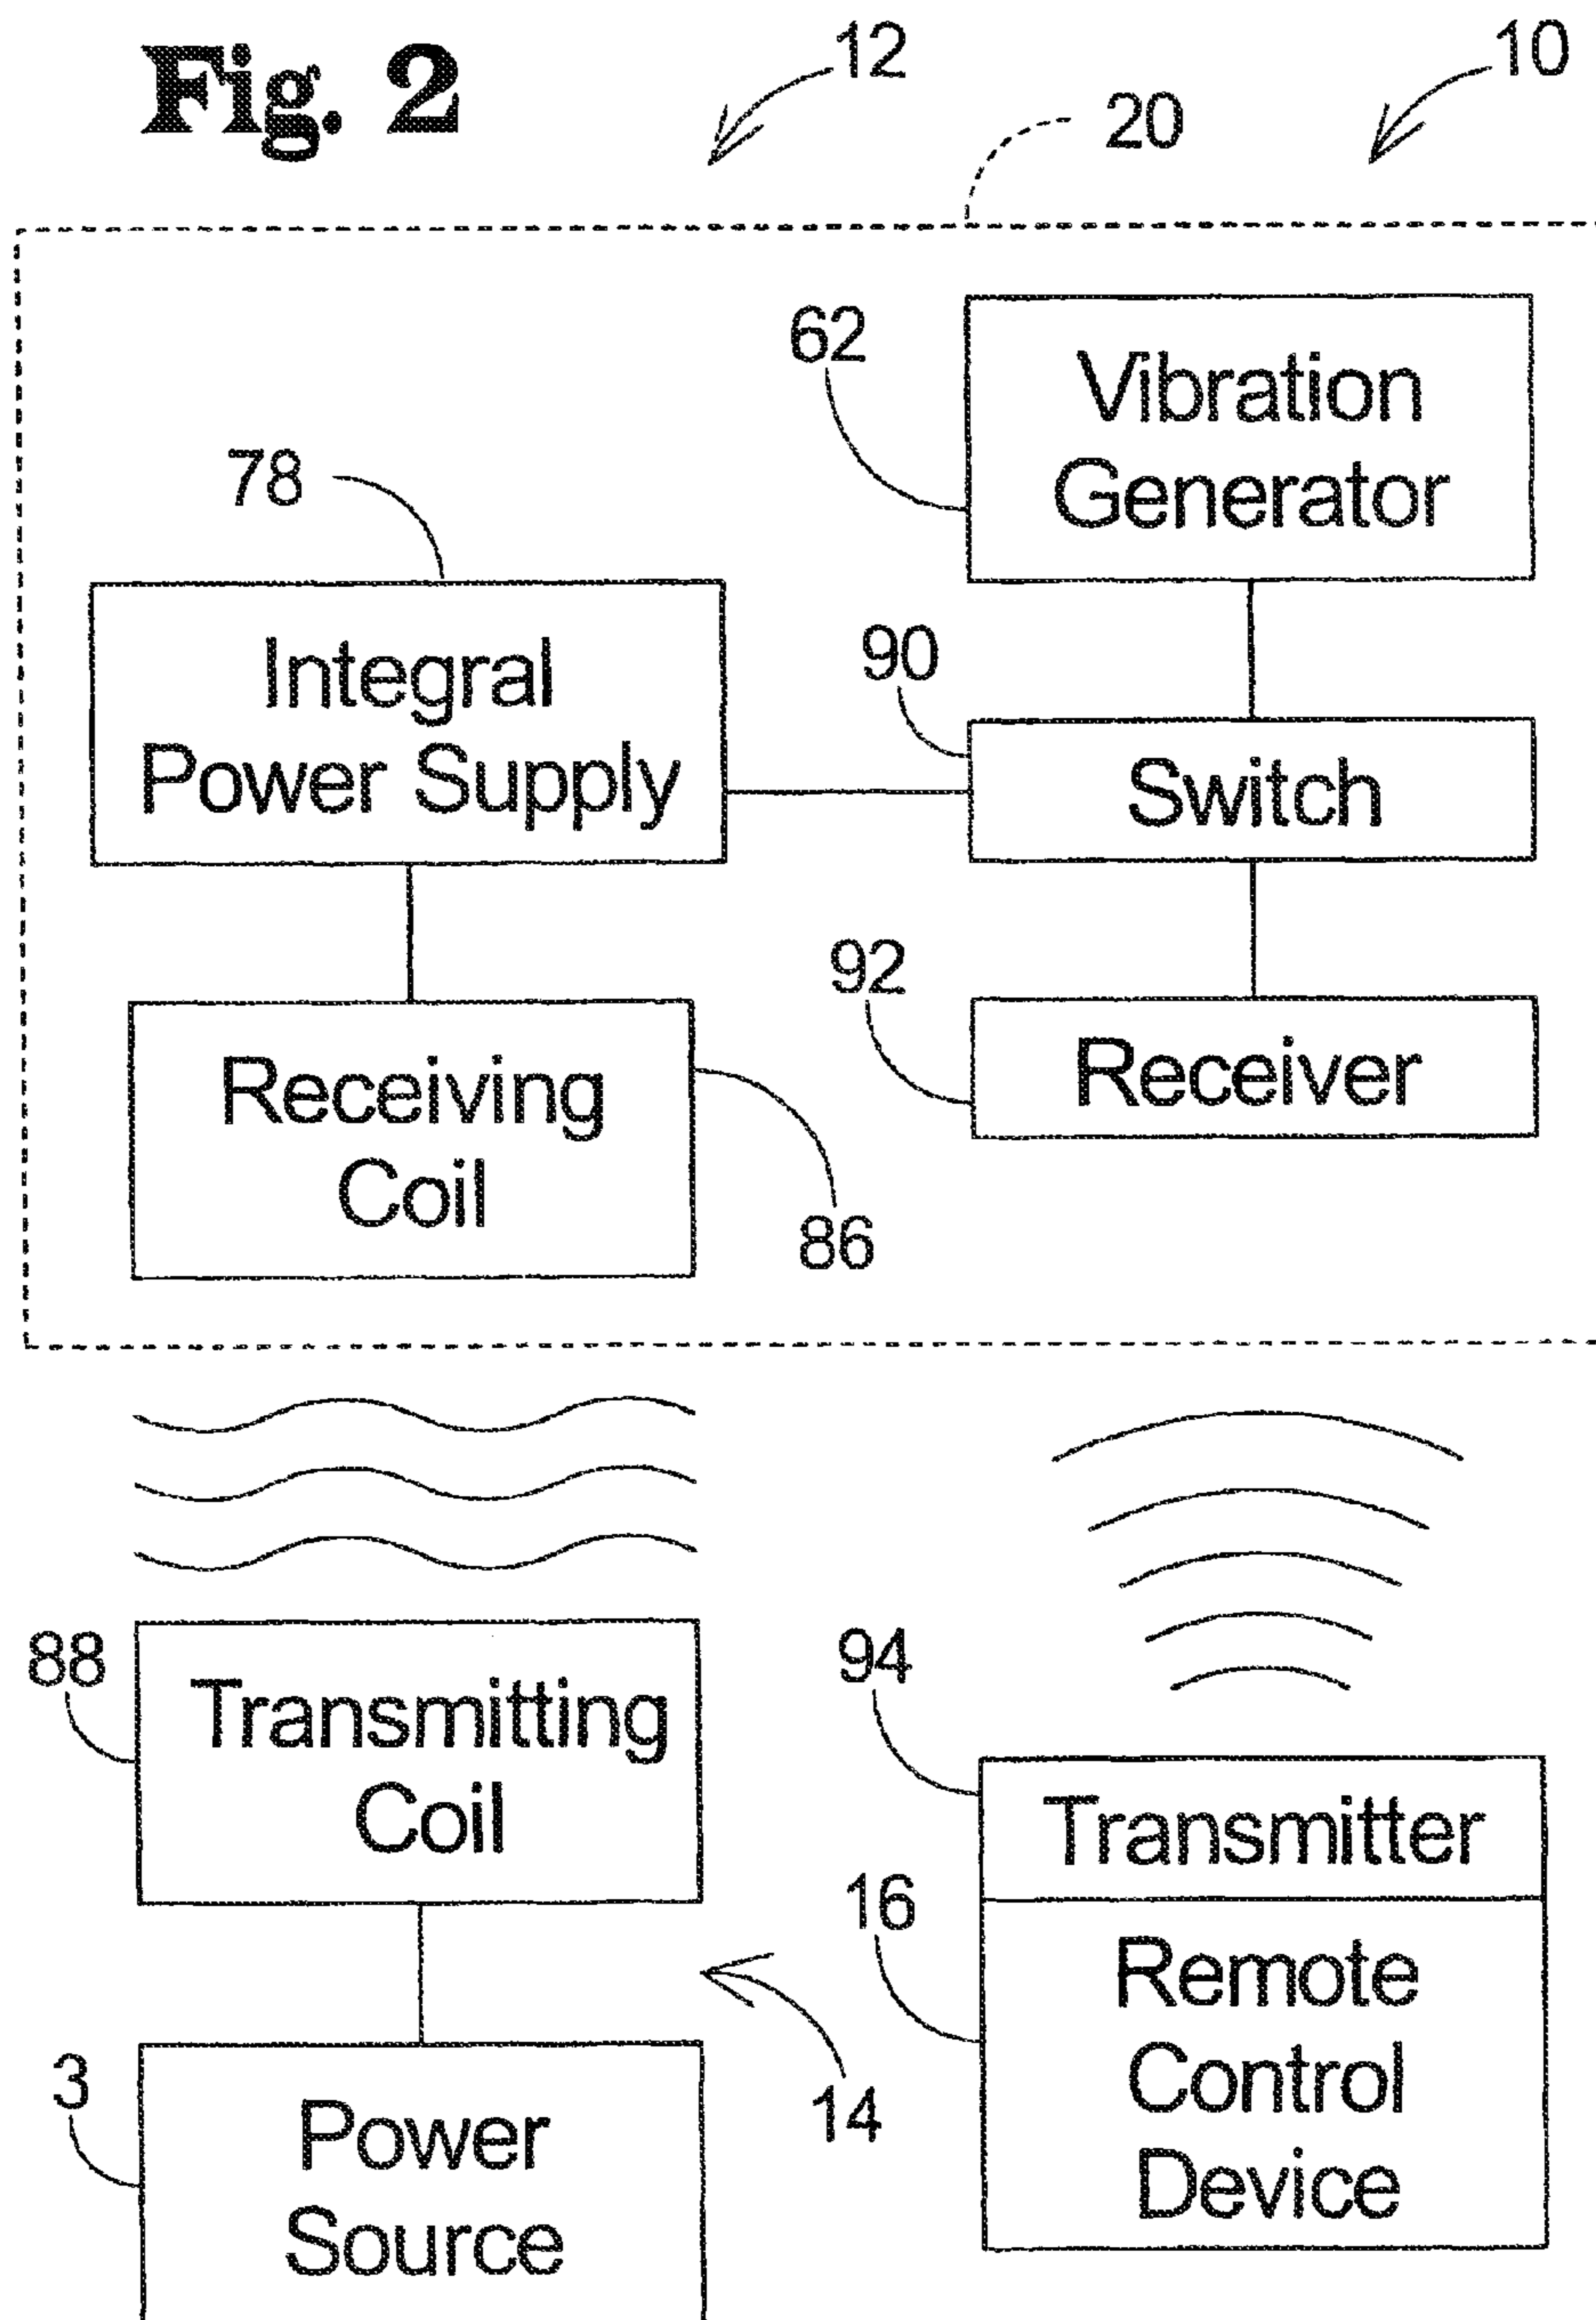 Fig. 2
12
10
20
62
Vibration
Generator
78
Integral
Power Supply
90
Switch
92
Receiver
Receiving
Coil
86
88
Transmitting
Coil
94
Transmitter
16
Remote
Control
Device
14
3
Power
Source